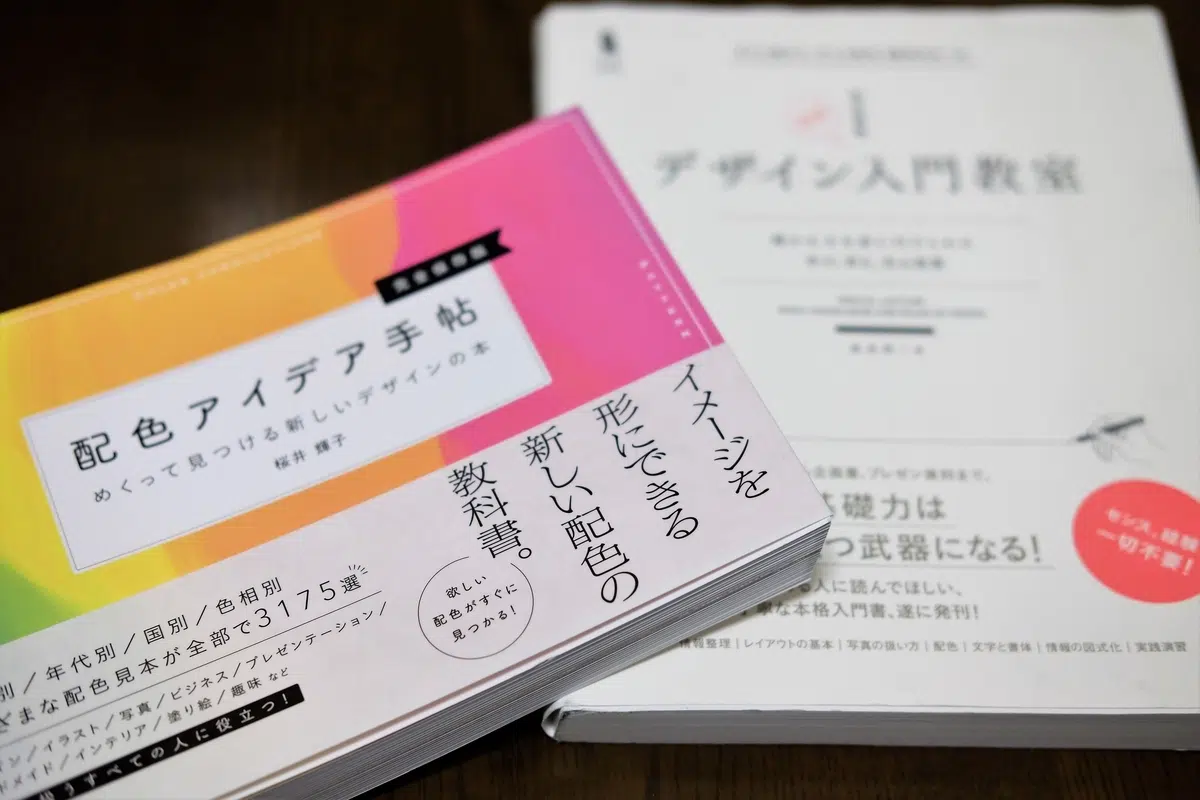 完全保存版
配色アイデア手帖
めくって見つける新しいデザインの本
桜井 輝子
イメージを
形にできる
新しい配色の
教科書。
欲しい
配色がすぐに
見つかる!
別/年代別/国別/色相別
ざまな配色見本が全部で3175選
ン/イラスト/写真/ビジネス/プレゼンテーション/
ドメイド/インテリア/塗り絵/趣味 など
うすべての人に役立つ!
デザイン入門教室
企画書、プレゼン資料まで、
基礎力は
つ武器になる!
る人に読んでほしい、
寧な本格入門書、遂に発刊!
情報整理|レイアウトの基本|写真の扱い方|配色|文字と書体|情報の図式化|実践演習
センス、経験
一切不要!